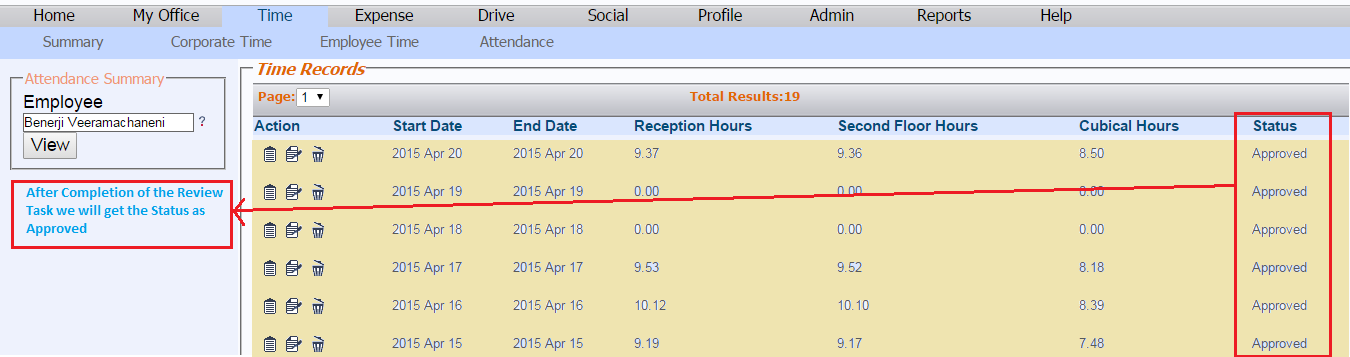 Home My Office Time Expense Drive Social Profile Admin Reports Help
Summary Corporate Time Employee Time Attendance
Attendance Summary
Employee
Benerji Veeramachaneni ?
View
After Completion of the Review
Task we will get the Status as
Approved
Time Records
Page: 1 Total Results:19
Action Start Date End Date Reception Hours Second Floor Hours Cubical Hours Status
2015 Apr 20 2015 Apr 20 9.37 9.36 8.50 Approved
2015 Apr 19 2015 Apr 19 0.00 0.00 0.00 Approved
2015 Apr 18 2015 Apr 18 0.00 0.00 0.00 Approved
2015 Apr 17 2015 Apr 17 9.53 9.52 8.18 Approved
2015 Apr 16 2015 Apr 16 10.12 10.10 8.39 Approved
2015 Apr 15 2015 Apr 15 9.19 9.17 7.48 Approved